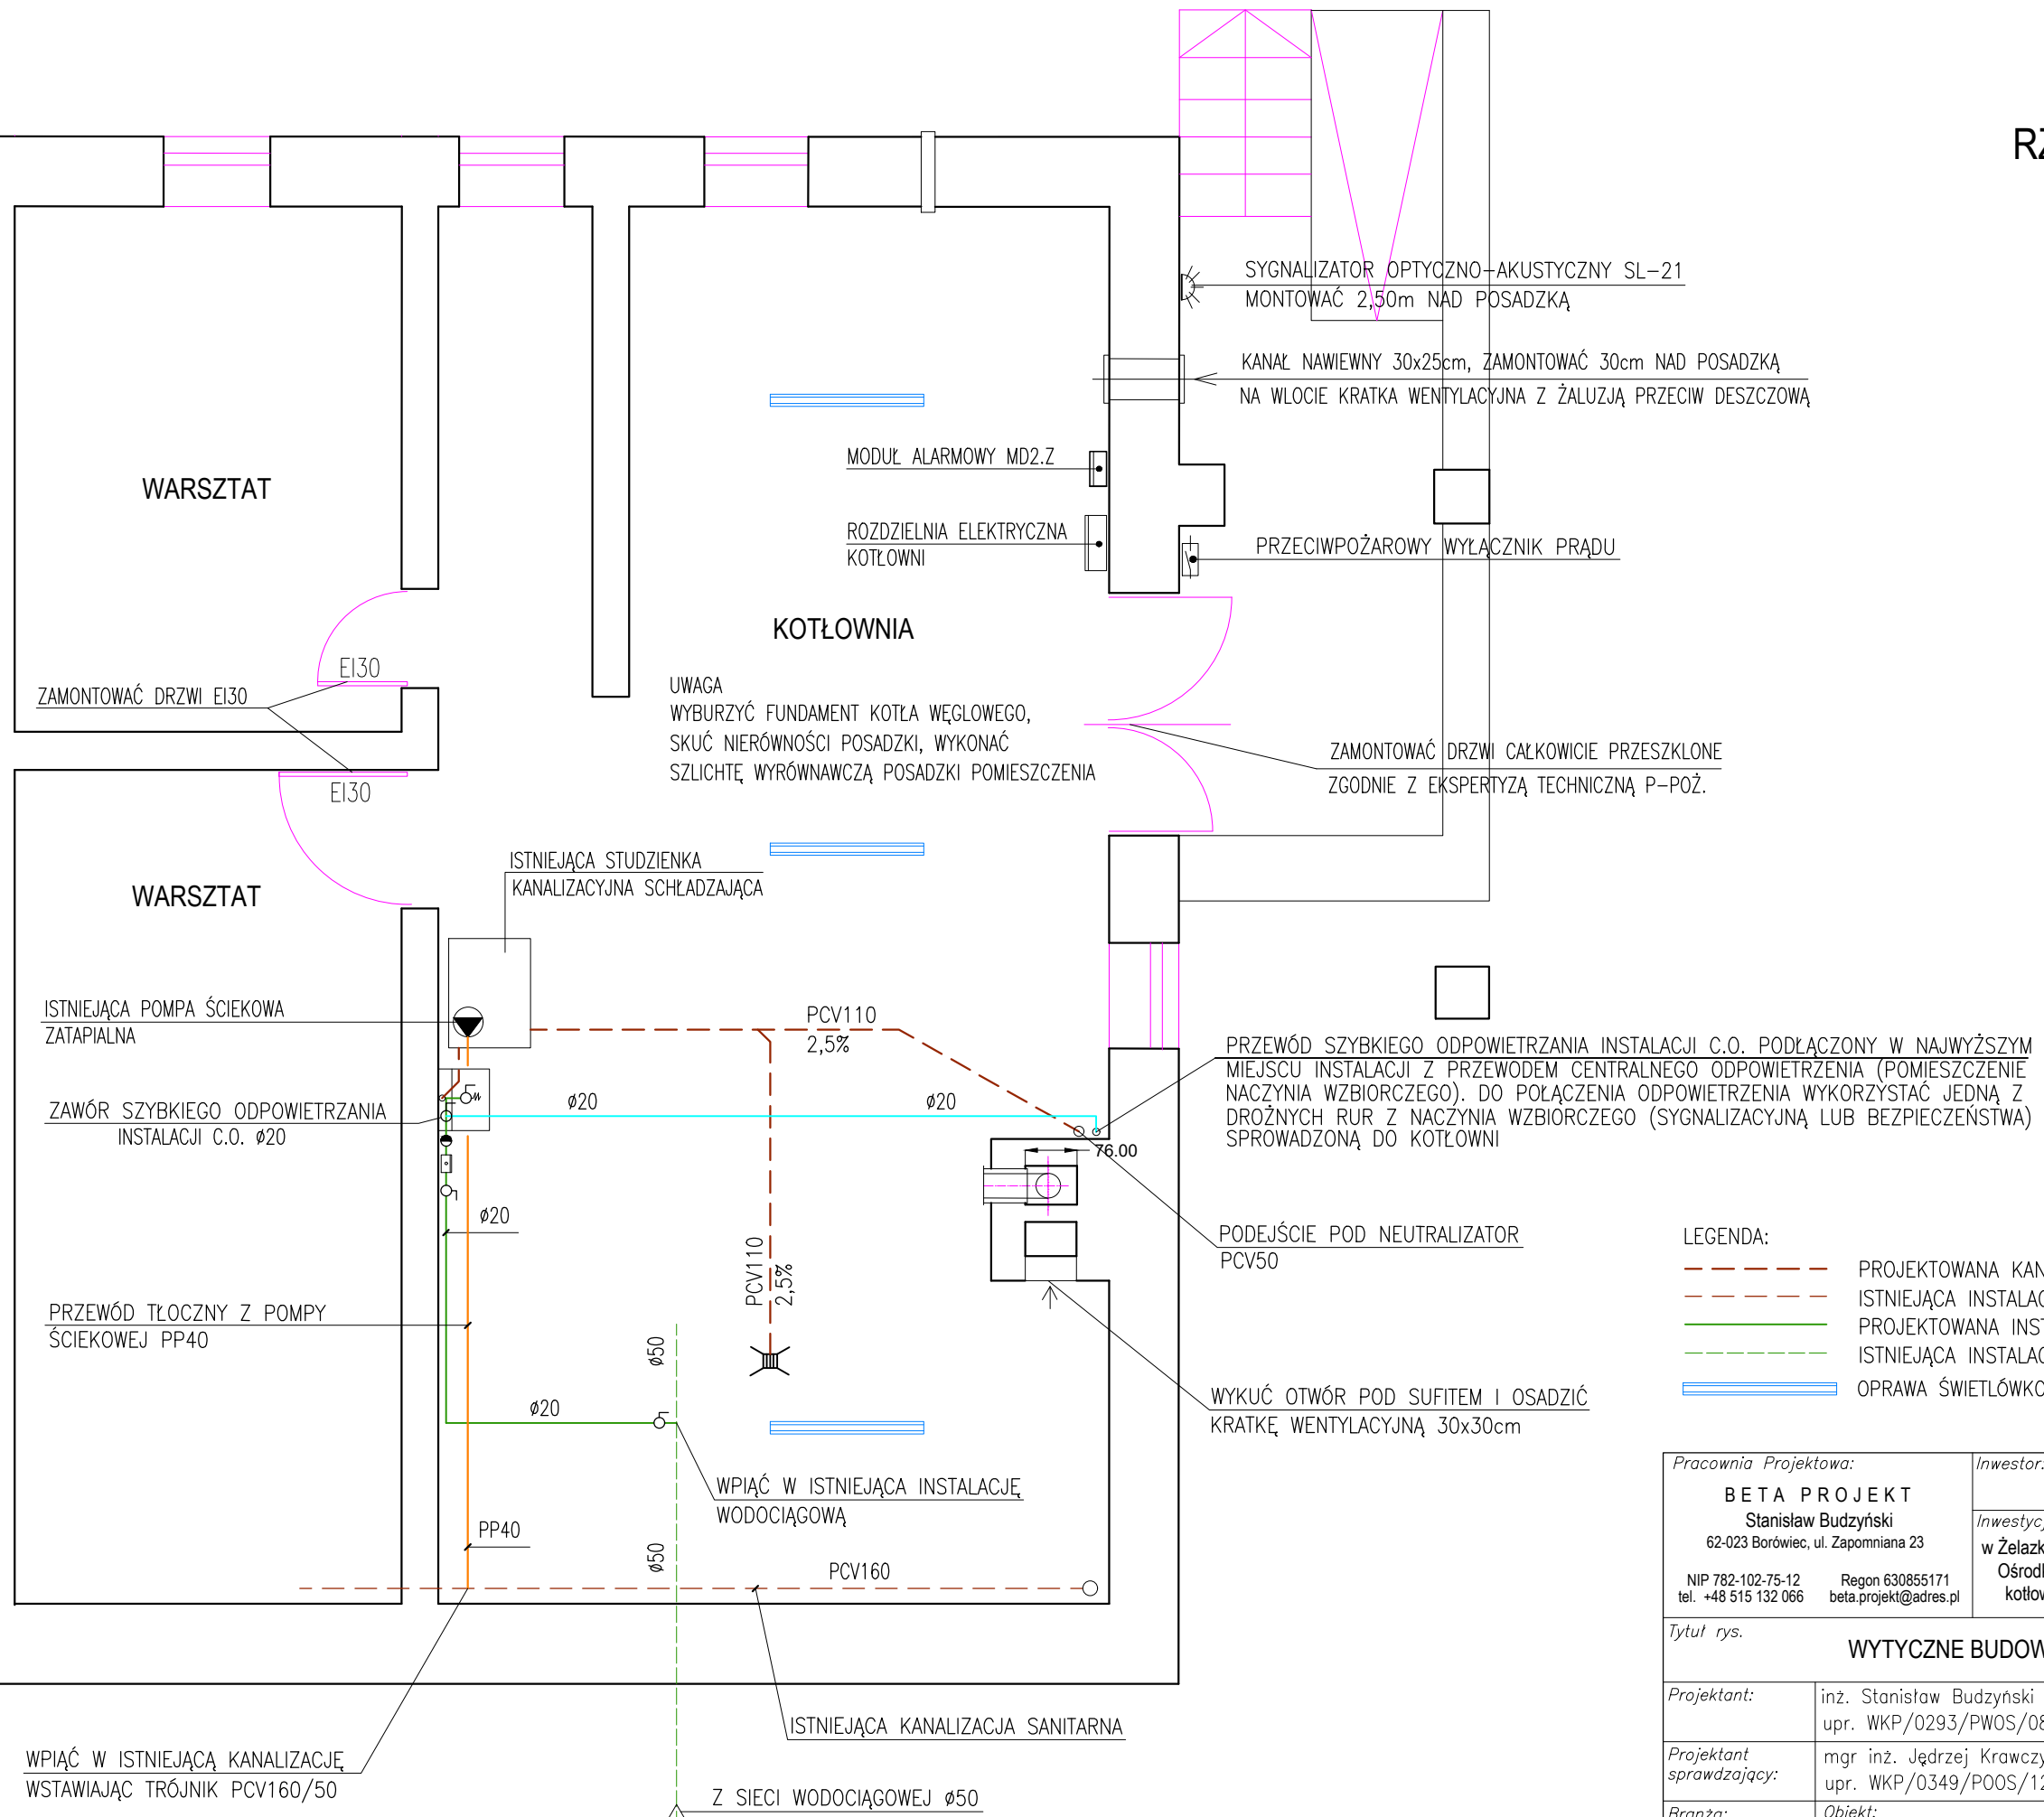 RZ
SYGNALIZATOR OPTYCZNO-AKUSTYCZNY SL-21
MONTOWAĆ 2,50m NAD POSADZKĄ
KANAŁ NAWIEWNY 30x25cm, ZAMONTOWAĆ 30cm NAD POSADZKĄ
NA WLOCIE KRATKA WENTYLACYJNA Z ŻALUZJĄ PRZECIW DESZCZOWĄ
MODUŁ ALARMOWY MD2.Z
WARSZTAT
ROZDZIELNIA ELEKTRYCZNA
KOTŁOWNI
PRZECIWPOŻAROWY WYŁĄCZNIK PRĄDU
KOTŁOWNIA
EI30
ZAMONTOWAĆ DRZWI EI30
EI30
UWAGA
WYBURZYĆ FUNDAMENT KOTŁA WĘGLOWEGO,
SKUĆ NIERÓWNOŚCI POSADZKI, WYKONAĆ
SZLICHTĘ WYRÓWNAWCZĄ POSADZKI POMIESZCZENIA
ZAMONTOWAĆ DRZWI CAŁKOWICIE PRZESZKLONE
ZGODNIE Z EKSPERTYZĄ TECHNICZNĄ P-POŻ.
ISTNIEJĄCA STUDZIENKA
KANALIZACYJNA SCHŁADZAJĄCA
WARSZTAT
ISTNIEJĄCA POMPA ŚCIEKOWA
ZATAPIALNA
PCV110
2,5%
PRZEWÓD SZYBKIEGO ODPOWIETRZANIA INSTALACJI C.O. PODŁĄCZONY W NAJWYŻSZYM
MIEJSCU INSTALACJI Z PRZEWODEM CENTRALNEGO ODPOWIETRZENIA (POMIESZCZENIE
NACZYNIA WZBIORCZEGO). DO POŁĄCZENIA ODPOWIETRZENIA WYKORZYSTAĆ JEDNĄ Z
DROŻNYCH RUR Z NACZYNIA WZBIORCZEGO (SYGNALIZACYJNĄ LUB BEZPIECZEŃSTWA)
SPROWADZONĄ DO KOTŁOWNI
ZAWÓR SZYBKIEGO ODPOWIETRZANIA
INSTALACJI C.O. ø20
ø20
ø20
76.00
ø20
PODEJŚCIE POD NEUTRALIZATOR
PCV50
PCV110
2,5%
PRZEWÓD TŁOCZNY Z POMPY
ŚCIEKOWEJ PP40
ø50
ø20
WYKUĆ OTWÓR POD SUFITEM I OSADZIĆ
KRATKĘ WENTYLACYJNĄ 30x30cm
WPIĄĆ W ISTNIEJĄCA INSTALACJĘ
WODOCIĄGOWĄ
PP40
ø50
PCV160
ISTNIEJĄCA KANALIZACJA SANITARNA
WPIĄĆ W ISTNIEJĄCĄ KANALIZACJĘ
WSTAWIAJĄC TRÓJNIK PCV160/50
Z SIECI WODOCIĄGOWEJ ø50
LEGENDA:
PROJEKTOWANA KAN
ISTNIEJĄCA INSTALAC
PROJEKTOWANA INST
ISTNIEJĄCA INSTALAC
OPRAWA ŚWIETLÓWKO
Pracownia Projektowa:
BETA PROJEKT
Stanisław Budzyński
62-023 Borówiec, ul. Zapomniana 23
NIP 782-102-75-12 Regon 630855171
tel. +48 515 132 066 beta.projekt@adres.pl
Inwestor:
Inwestycj
w Żelazk
Ośrodk
kotłow
Tytuł rys.
WYTYCZNE BUDOW
Projektant:
inż. Stanisław Budzyński
upr. WKP/0293/PWOS/08
Projektant
sprawdzający:
mgr inż. Jędrzej Krawczy
upr. WKP/0349/POOS/12
Branża:
Obiekt: